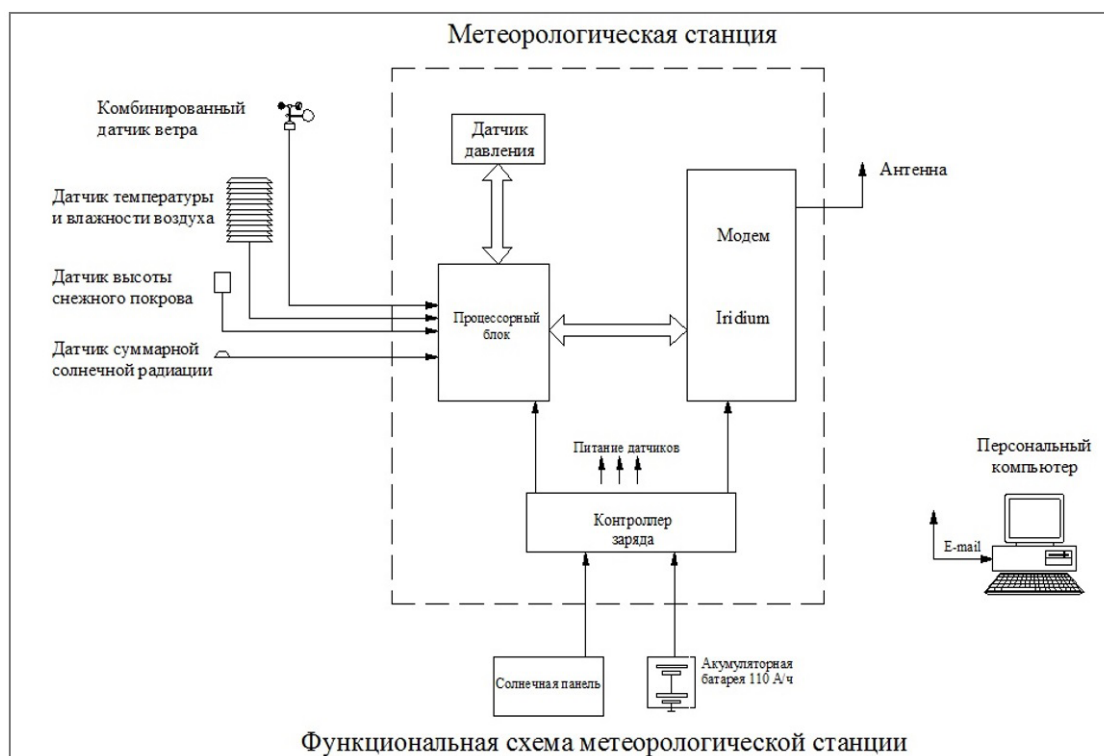 Метеорологическая станция
Комбинированный
датчик ветра
Датчик
давления
Антенна
Датчик температуры
и влажности воздуха
Модем
Iridium
Датчик высоты
снежного покрова
Процессорный
блок
Датчик суммарной
солнечной радиации
Питание датчиков
Персональный
компьютер
Контроллер
заряда
E-mail
Солнечная панель
Акумуляторная
батарея 110 А/ч
Функциональная схема метеорологической станции